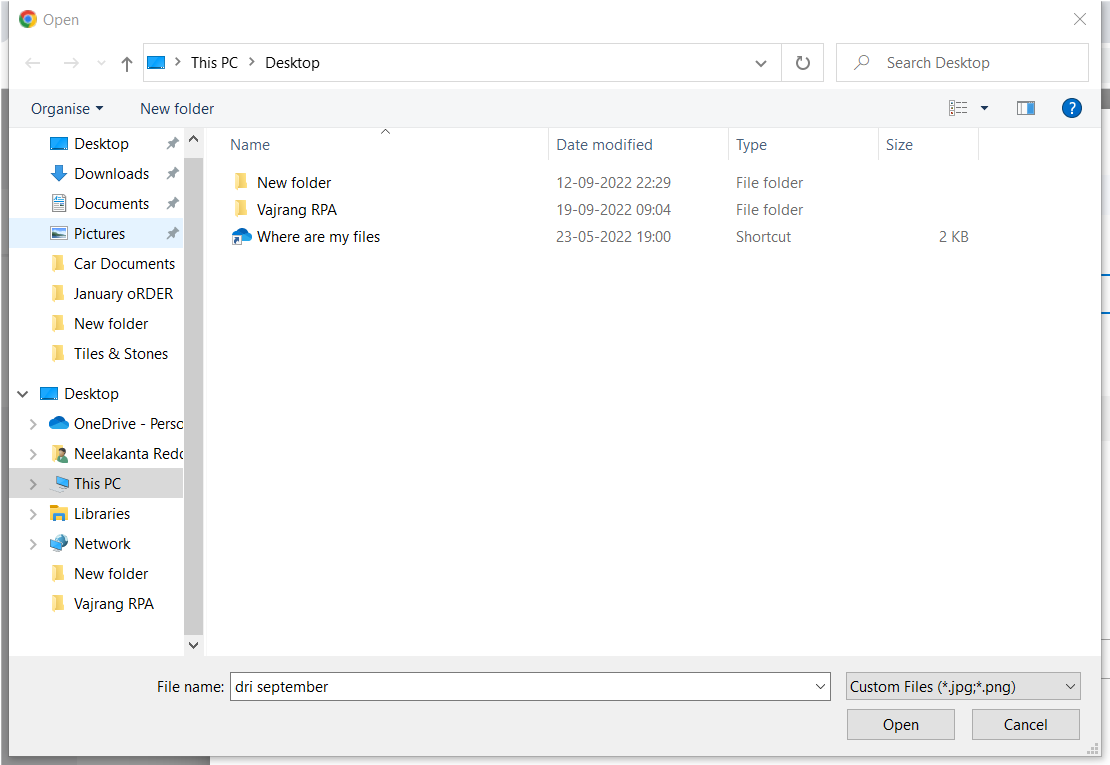 Open
This PC > Desktop
Search Desktop
Organise
New folder
Desktop
Downloads
Documents
Pictures
Car Documents
January oRDER
New folder
Tiles & Stones
Desktop
OneDrive - Perso
Neelakanta Redd
This PC
Libraries
Network
New folder
Vajrang RPA
Name Date modified Type Size
New folder 12-09-2022 22:29 File folder
Vajrang RPA 19-09-2022 09:04 File folder
Where are my files 23-05-2022 19:00 Shortcut 2 KB
File name: dri september Custom Files (*.jpg;*.png)
Open Cancel